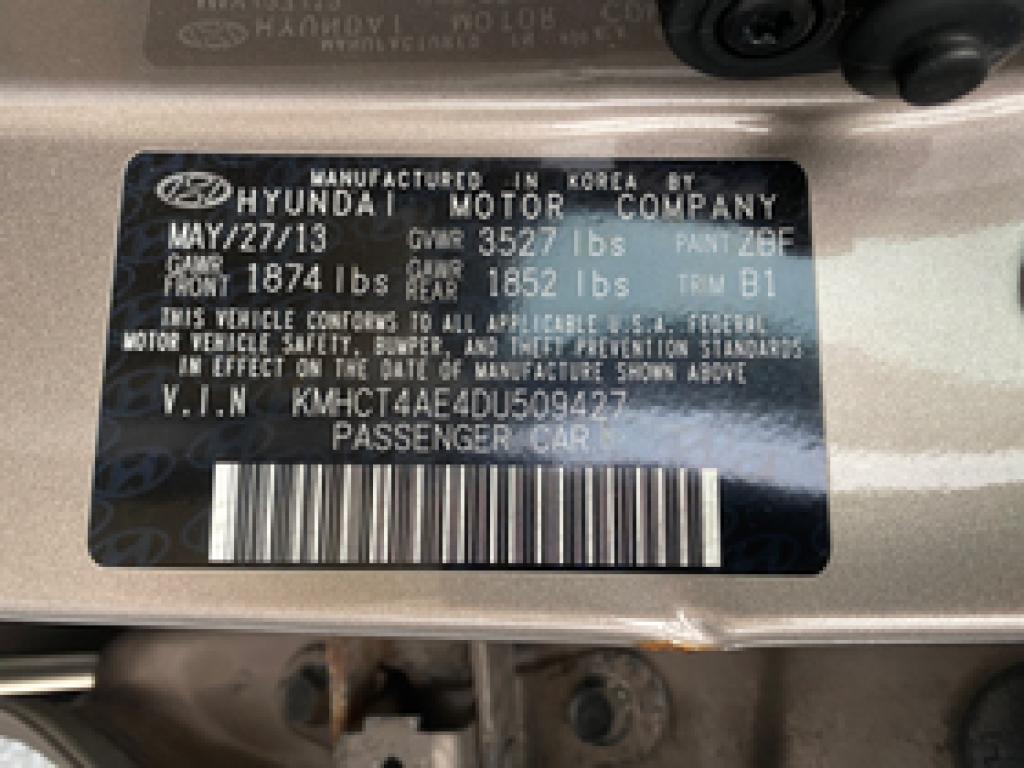 MANUFACTURED IN KOREA BY
HYUNDAI MOTOR COMPANY
MAY/27/13 GVWR 3527 lbs PAINT
GAWR FRONT 1874 lbs GAWR REAR 1852 lbs TRIM B1
THIS VEHICLE CONFORMS TO ALL APPLICABLE U.S.A. FEDERAL
MOTOR VEHICLE SAFETY, BUMPER, AND THEFT PREVENTION STANDARDS
IN EFFECT ON THE DATE OF MANUFACTURE SHOWN ABOVE
V.I.N KMHCT4AE4DU509427
PASSENGER CAR